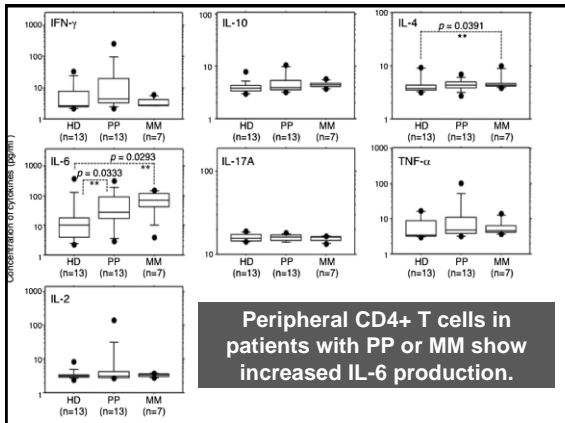 Concentration of cytokines (pg/ml)
IFN-γ
1000
100
10
1
HD PP MM
(n=13) (n=13) (n=7)
IL-10
100
10
1
HD PP MM
(n=13) (n=13) (n=7)
IL-4
100
10
1
p = 0.0391
**
HD PP MM
(n=13) (n=13) (n=7)
IL-6
1000
100
10
1
p = 0.0293
p = 0.0333
**
**
HD PP MM
(n=13) (n=13) (n=7)
IL-17A
100
10
HD PP MM
(n=13) (n=13) (n=7)
TNF-α
1000
100
10
1
HD PP MM
(n=13) (n=13) (n=7)
IL-2
1000
100
10
1
HD PP MM
(n=13) (n=13) (n=7)
Peripheral CD4+ T cells in
patients with PP or MM show
increased IL-6 production.